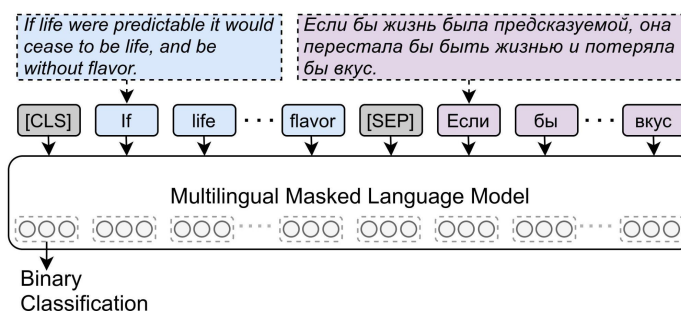 If life were predictable it would
cease to be life, and be
without flavor.
Если бы жизнь была предсказуемой, она
перестала бы быть жизнью и потеряла
бы вкус.
[CLS] If life ··· flavor [SEP] Если бы ··· вкус
Multilingual Masked Language Model
Binary
Classification